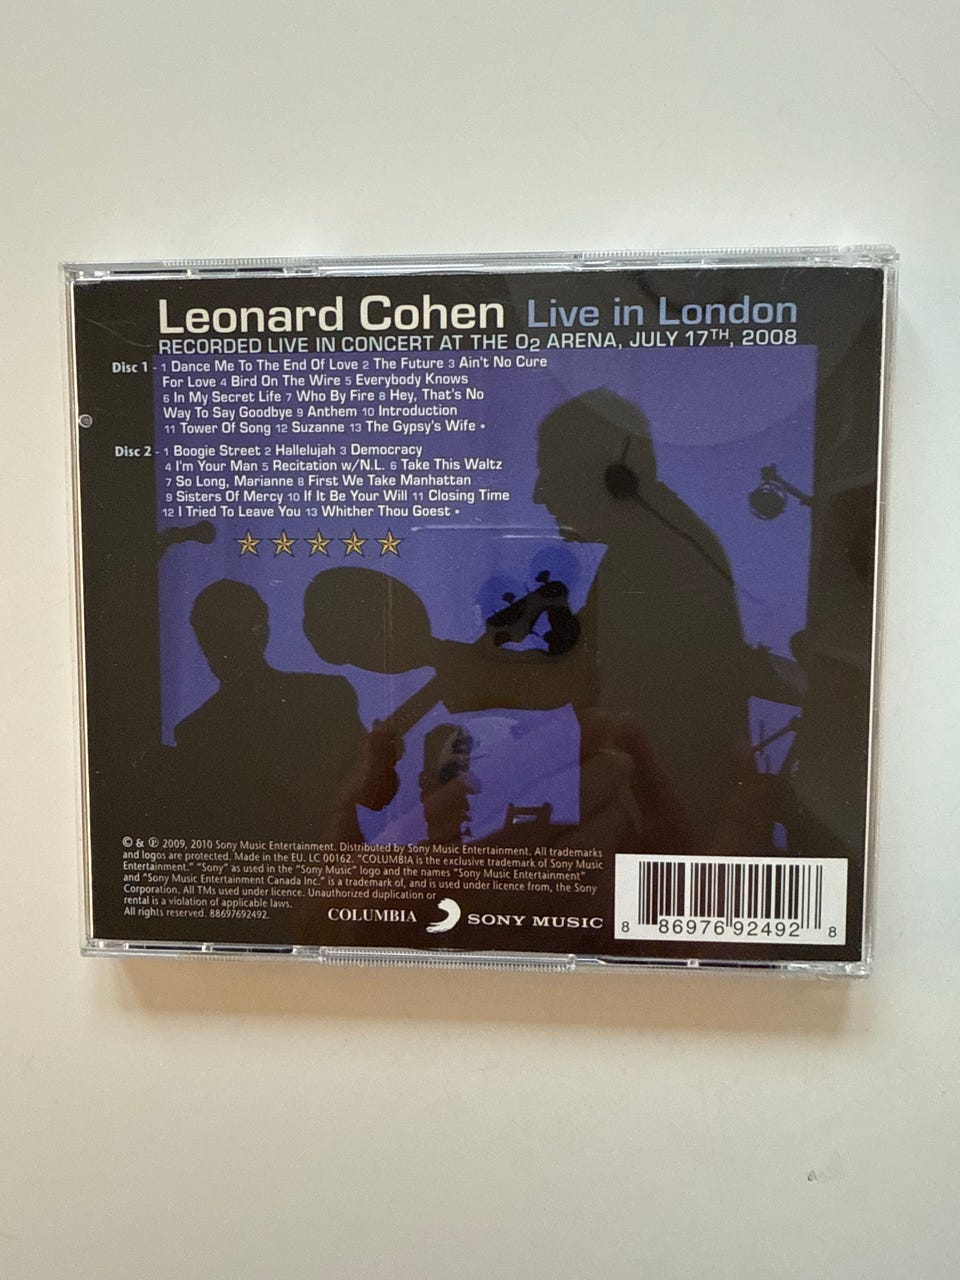 Leonard Cohen Live in London
RECORDED LIVE IN CONCERT AT THE O2 ARENA, JULY 17TH, 2008
Disc 1 - 1 Dance Me To The End Of Love 2 The Future 3 Ain't No Cure
For Love 4 Bird On The Wire 5 Everybody Knows
6 In My Secret Life 7 Who By Fire 8 Hey, That's No
Way To Say Goodbye 9 Anthem 10 Introduction
11 Tower Of Song 12 Suzanne 13 The Gypsy's Wife •
Disc 2 - 1 Boogie Street 2 Hallelujah 3 Democracy
4 I'm Your Man 5 Recitation w/N.L. 6 Take This Waltz
7 So Long, Marianne 8 First We Take Manhattan
9 Sisters Of Mercy 10 If It Be Your Will 11 Closing Time
12 I Tried To Leave You 13 Whither Thou Goest •
© & ℗ 2009, 2010 Sony Music Entertainment. Distributed by Sony Music Entertainment. All trademarks
and logos are protected. Made in the EU. LC 00162. "COLUMBIA is the exclusive trademark of Sony Music
Entertainment." "Sony" as used in the "Sony Music" logo and the names "Sony Music Entertainment"
and "Sony Music Entertainment Canada Inc." is a trademark of, and is used under licence from, the Sony
Corporation. All TMs used under licence. Unauthorized duplication or
rental is a violation of applicable laws.
All rights reserved. 88697692492.
COLUMBIA SONY MUSIC
8 86976 92492 8